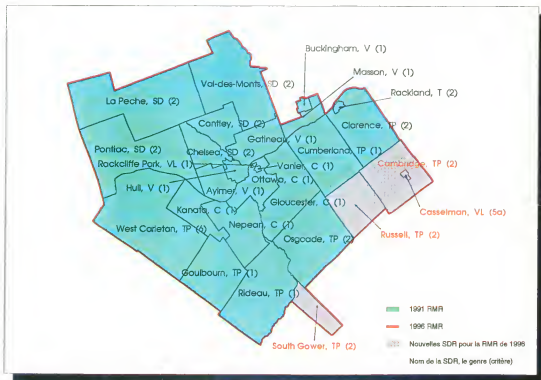 Buckingham, V (1)
Masson, V (1)
Val-des-Monts, SD (2)
Rackland, T (2)
La Peche, SD (2)
Cantley, SD (2)
Clarence, TP (2)
Gatineau, V (1)
Pontiac, SD (2)
Chelsea, SD (2)
Cumberland, TP (1)
Rockcliffe Park, VL (1)
Vanier, C (1)
Cambridge, TP (2)
Hull, V (1)
Ottawa, C (1)
Aylmer, V (1)
Gloucester, C (1)
Casselman, VL (5a)
Kanata, C (1)
Nepean, C (1)
West Carletan, TP (6)
Osgoade, TP (2)
Russell, TP (2)
Goulbourn, TP (1)
Rideau, TP (1)
South Gower, TP (2)
1991 RMR
1996 RMR
Nouvelles SDR pour la RMR de 1996
Nom de la SDR, le genre (critère)